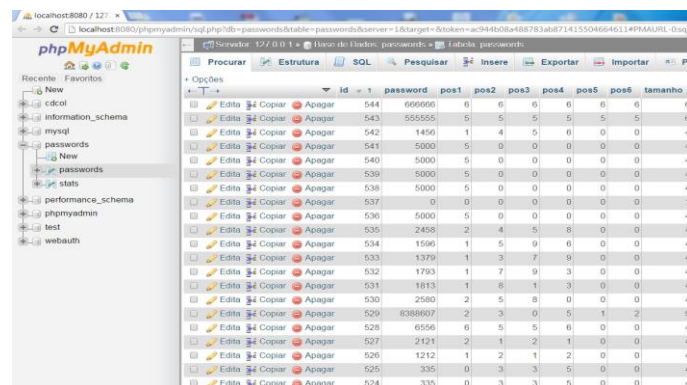 localhost:8080 / 127.
localhost:8080/phpmyadmin/sql.php?db=passwords&table=passwords&server=1&target=&token=
phpMyAdmin
Recente Favoritos
New
cdcol
information_schema
mysql
passwords
New
passwords
stats
performance_schema
phpmyadmin
test
webauth
Servidor: 127.0.0.1 » Base de Dados: passwords » Tabela: passwords
Procurar Estrutura SQL Pesquisar Insere Exportar Importar
+ Opções
id 1 password pos1 pos2 pos3 pos4 pos5 pos6 tamanho
Edita Copiar Apagar 544 666666 6 6 6 6 6 6
Edita Copiar Apagar 543 555555 5 5 5 5 5 5
Edita Copiar Apagar 542 1456 1 4 5 6 0 0
Edita Copiar Apagar 541 5000 5 0 0 0 0 0
Edita Copiar Apagar 540 5000 5 0 0 0 0 0
Edita Copiar Apagar 539 5000 5 0 0 0 0 0
Edita Copiar Apagar 538 5000 5 0 0 0 0 0
Edita Copiar Apagar 537 0 0 0 0 0 0 0
Edita Copiar Apagar 536 5000 5 0 0 0 0 0
Edita Copiar Apagar 535 2458 2 4 5 8 0 0
Edita Copiar Apagar 534 1596 1 5 9 6 0 0
Edita Copiar Apagar 533 1379 1 3 7 9 0 0
Edita Copiar Apagar 532 1793 1 7 9 3 0 0
Edita Copiar Apagar 531 1813 1 8 1 3 0 0
Edita Copiar Apagar 530 2580 2 5 8 0 0 0
Edita Copiar Apagar 529 8388607 2 3 0 5 1 2
Edita Copiar Apagar 528 6556 6 5 5 6 0 0
Edita Copiar Apagar 527 2121 2 1 2 1 0 0
Edita Copiar Apagar 526 1212 1 2 1 2 0 0
Edita Copiar Apagar 525 335 0 3 3 5 0 0
Edita Copiar Apagar 524 335 0 3 3 5 0 0